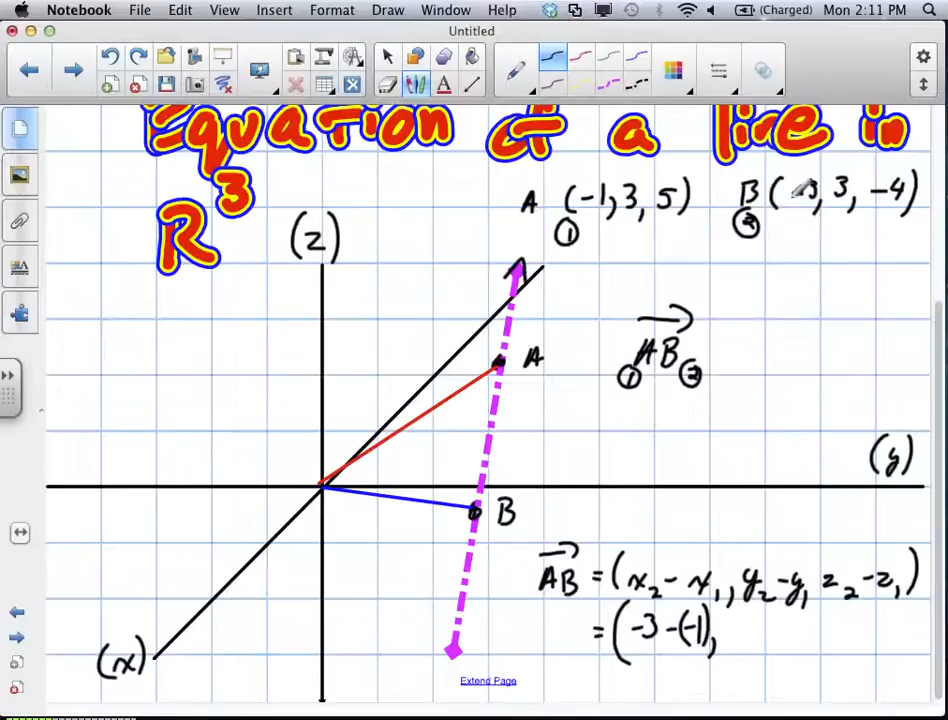 Notebook File Edit View Insert Format Draw Window Help (Charged) Mon 2:11 PM
Untitled
Equation of a line in
R³
A (-1, 3, 5) B ( 3, 3, -4)
① ②
(z)
AB
① ②
A
(y)
B
AB = (x₂ - x₁, y₂ - y₁ z₂ - z₁)
= (-3 - (-1),
(x)
Extend Page